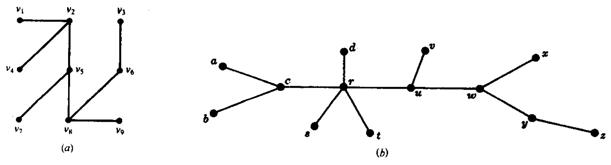 v₁ v₂ v₃
v₄ v₅ v₆
v₇ v₈ v₉
(a)
d v x
a c r u w
b s t y z
(b)